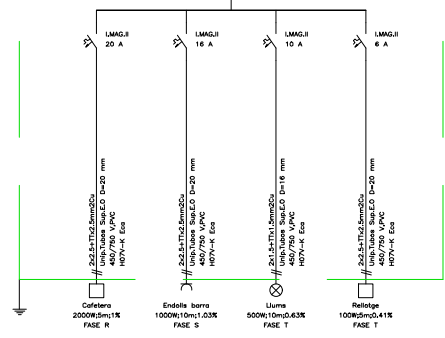 I.MAG.II
20 A
I.MAG.II
16 A
I.MAG.II
10 A
I.MAG.II
6 A
2x2.5+TTx2.5mm2Cu
Unip.Tubos Sup.E.O D=20 mm
450/750 V,PVC
H07V-K Eca
2x2.5+TTx2.5mm2Cu
Unip.Tubos Sup.E.O D=20 mm
450/750 V,PVC
H07V-K Eca
2x1.5+TTx1.5mm2Cu
Unip.Tubos Sup.E.O D=16 mm
450/750 V,PVC
H07V-K Eca
2x2.5+TTx2.5mm2Cu
Unip.Tubos Sup.E.O D=20 mm
450/750 V,PVC
H07V-K Eca
Cafetera
2000W;5m;1%
FASE R
Endolls barra
1000W;10m;1.03%
FASE S
Llums
500W;10m;0.63%
FASE T
Rellotge
100W;5m;0.41%
FASE T